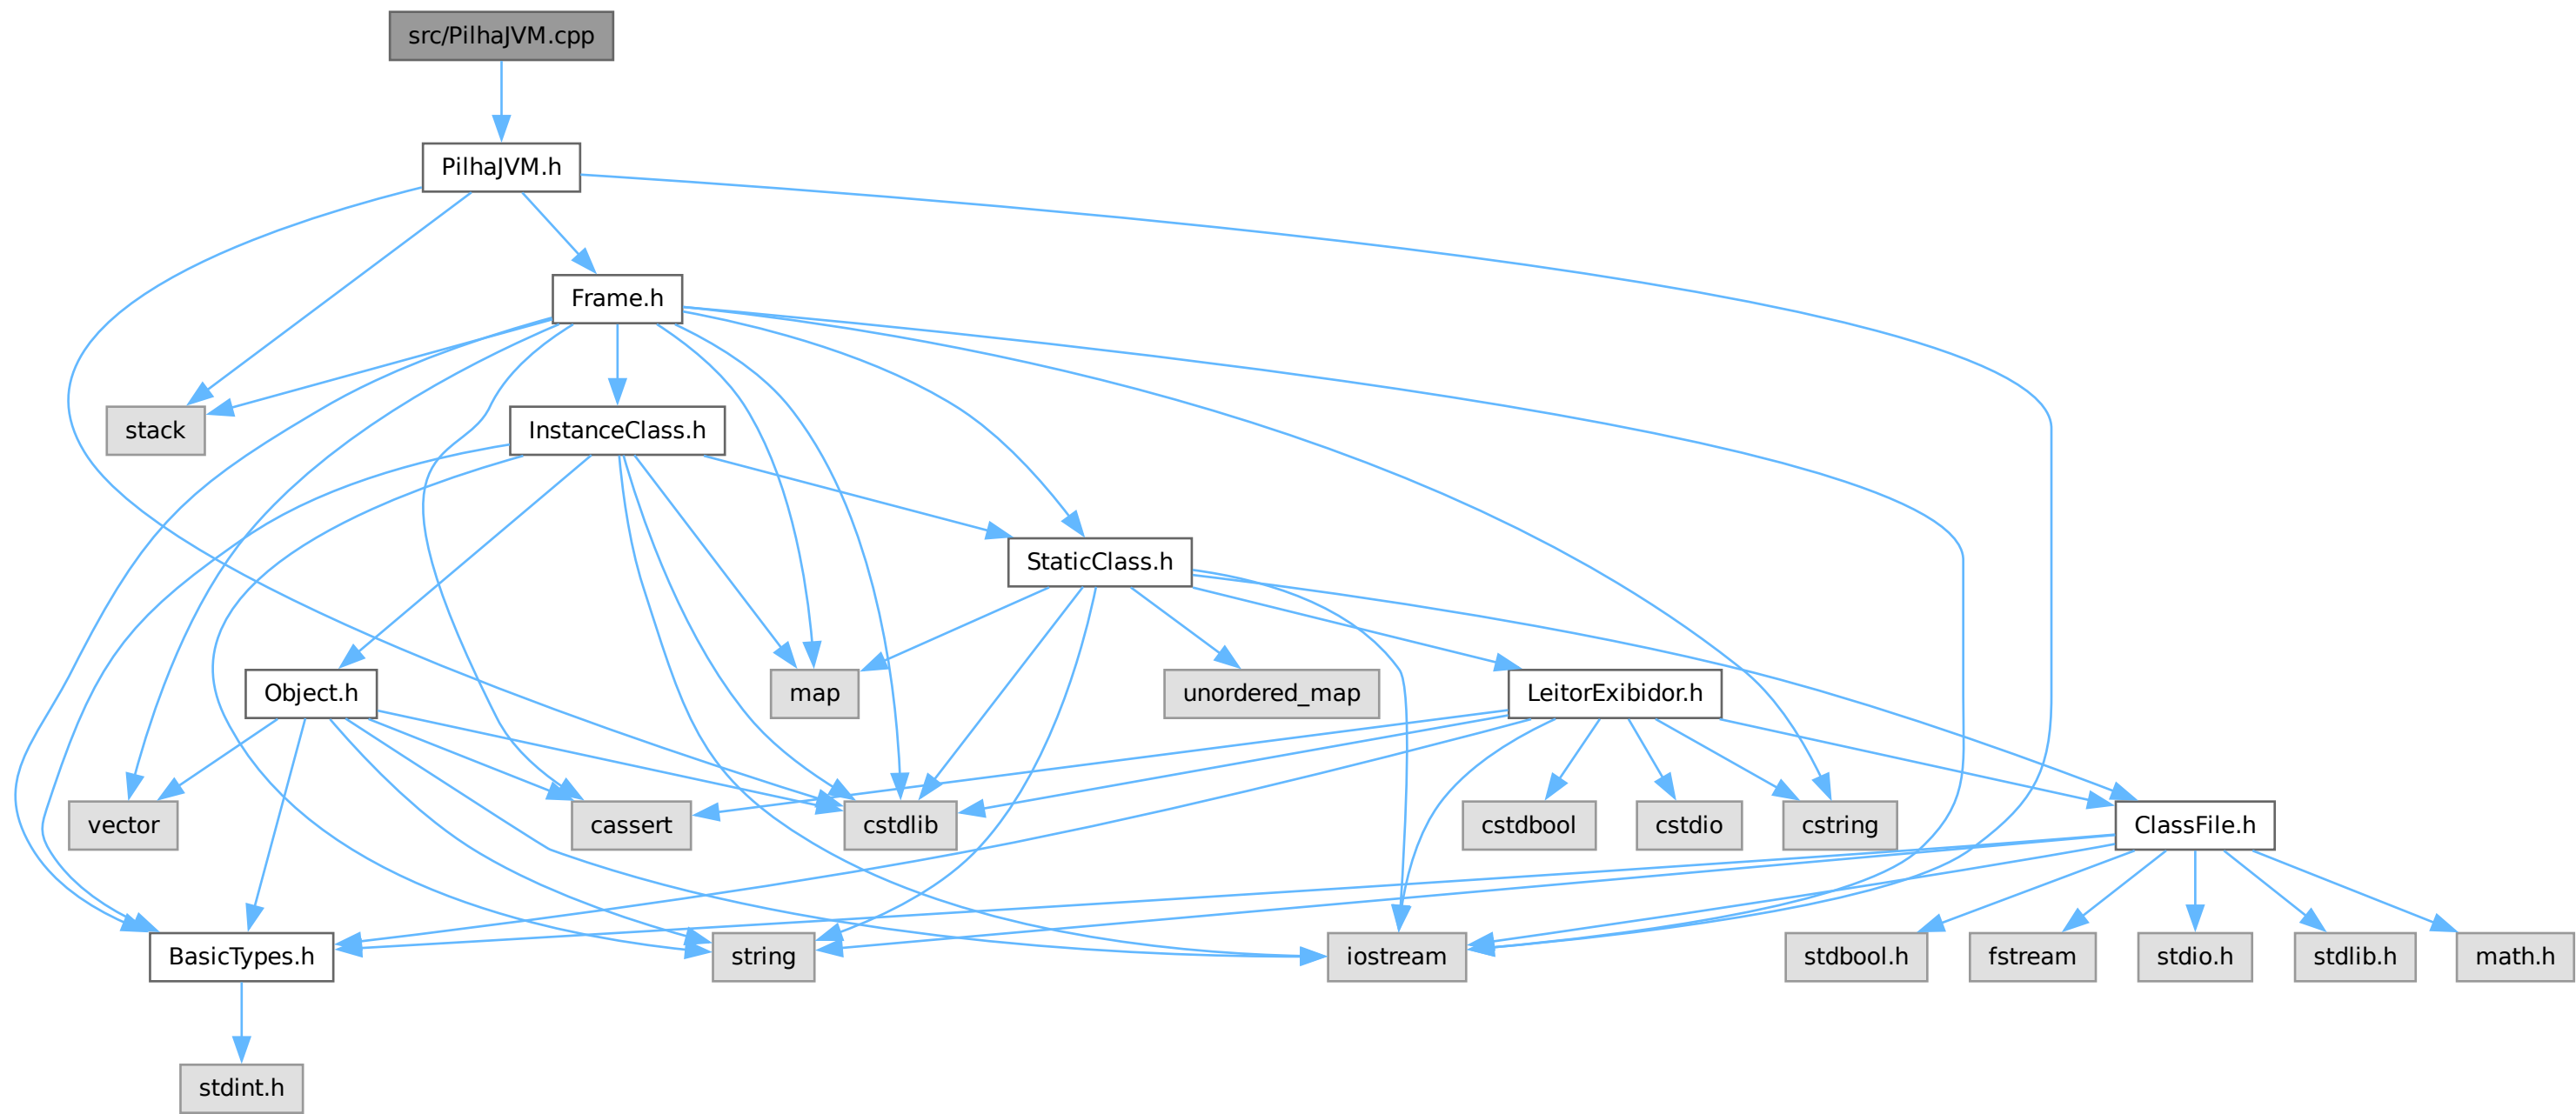 src/PilhaJVM.cpp
PilhaJVM.h
Frame.h
stack
InstanceClass.h
StaticClass.h
Object.h
map
unordered_map
LeitorExibidor.h
vector
cassert
cstdlib
cstdbool
cstdio
cstring
ClassFile.h
BasicTypes.h
string
iostream
stdbool.h
fstream
stdio.h
stdlib.h
math.h
stdint.h